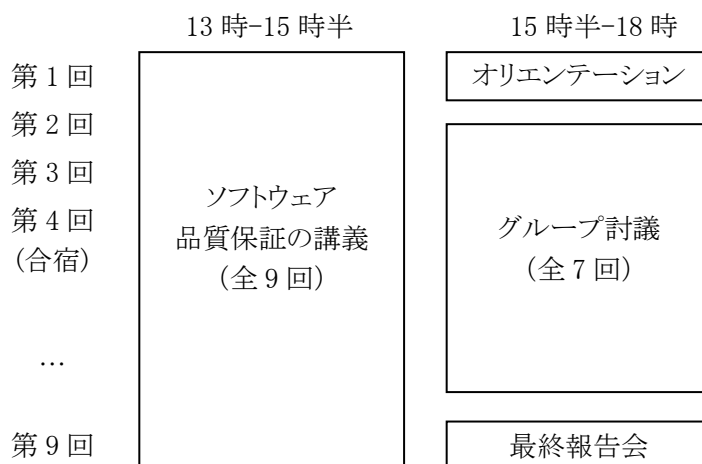 13 時-15 時半
15 時半-18 時
第 1 回
オリエンテーション
第 2 回
第 3 回
第 4 回
(合宿)
…
第 9 回
ソフトウェア
品質保証の講義
(全 9 回)
グループ討議
(全 7 回)
最終報告会